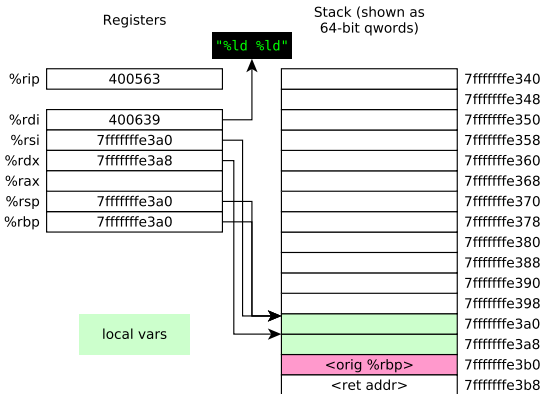 Registers
Stack (shown as
64-bit qwords)
"%ld %ld"
%rip 400563
%rdi 400639
%rsi 7fffffffe3a0
%rdx 7fffffffe3a8
%rax
%rsp 7fffffffe3a0
%rbp 7fffffffe3a0
local vars
7fffffffe340
7fffffffe348
7fffffffe350
7fffffffe358
7fffffffe360
7fffffffe368
7fffffffe370
7fffffffe378
7fffffffe380
7fffffffe388
7fffffffe390
7fffffffe398
7fffffffe3a0
7fffffffe3a8
<orig %rbp> 7fffffffe3b0
<ret addr> 7fffffffe3b8